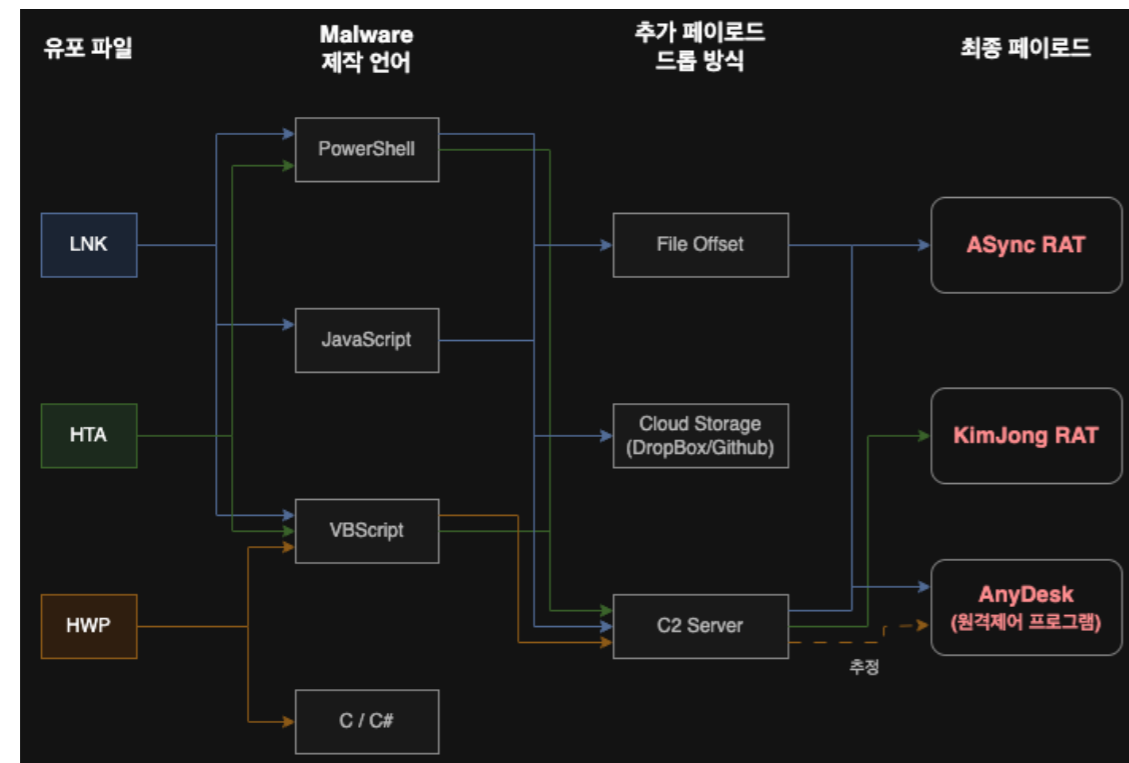 유포 파일
Malware
제작 언어
추가 페이로드
드롭 방식
최종 페이로드
PowerShell
LNK
File Offset
ASync RAT
JavaScript
HTA
Cloud Storage
(DropBox/Github)
KimJong RAT
VBScript
HWP
C2 Server
AnyDesk
(원격제어 프로그램)
추정
C / C#